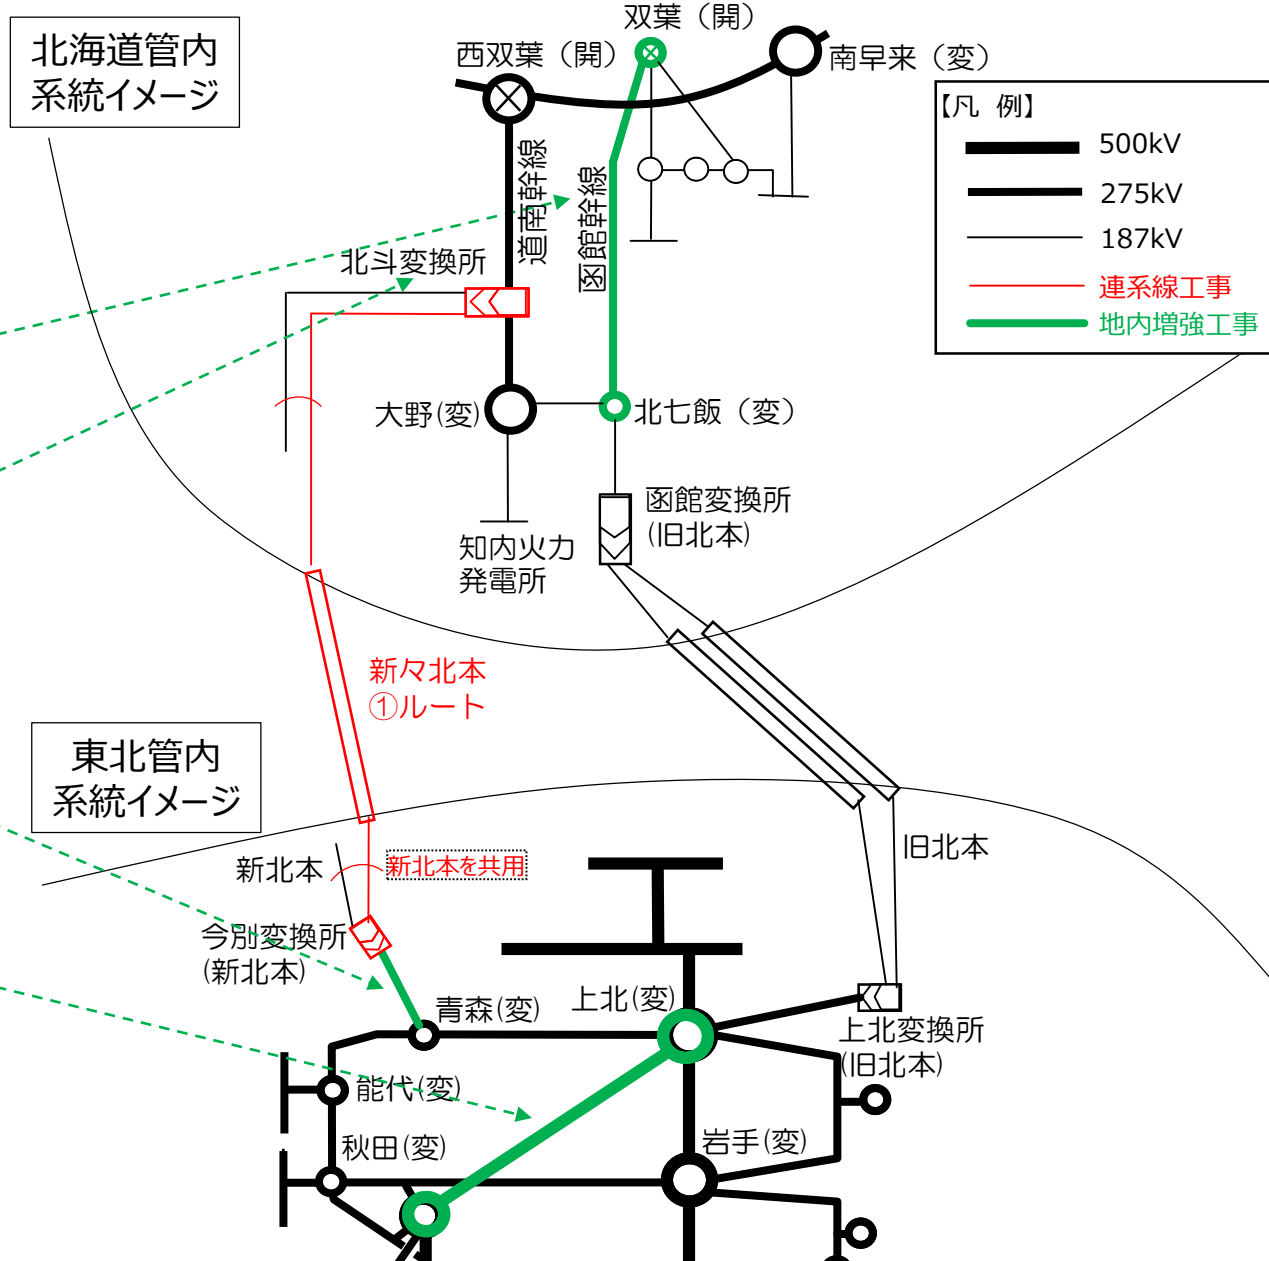 北海道管内
系統イメージ
双葉（開）
西双葉（開）
南早来（変）
【凡 例】
500kV
275kV
187kV
連系線工事
地内増強工事
道南幹線
函館幹線
北斗変換所
大野(変)
北七飯（変）
函館変換所
(旧北本)
知内火力
発電所
新々北本
①ルート
東北管内
系統イメージ
新北本
新北本を共用
旧北本
今別変換所
(新北本)
青森(変)
上北(変)
上北変換所
(旧北本)
能代(変)
秋田(変)
岩手(変)